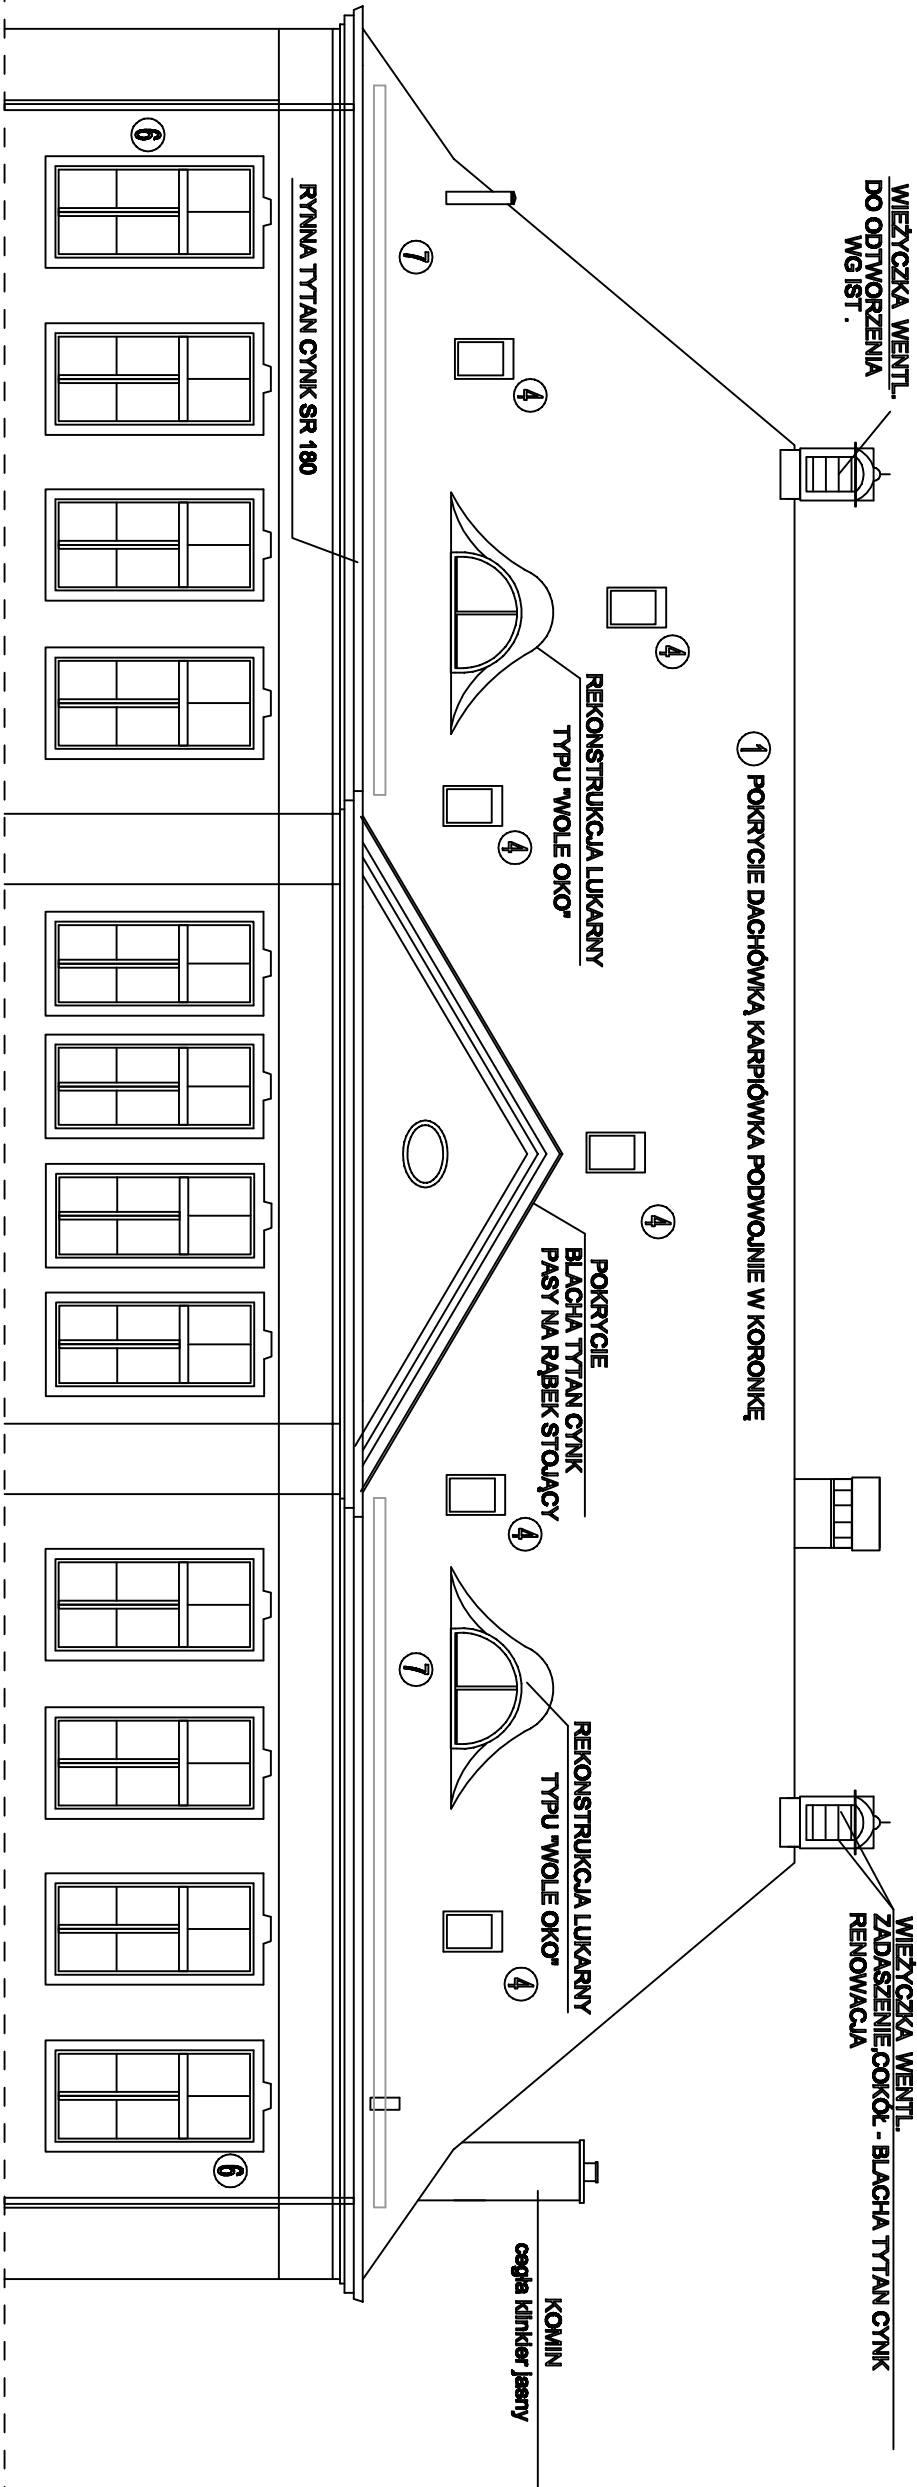 WIEŻYCZKA WENTL.
DO ODTWORZENIA
WG IST .
WIEŻYCZKA WENTL.
ZADASZENIE,COKÓŁ - BLACHA TYTAN CYNK
RENOWACJA
1 POKRYCIE DACHÓWKĄ KARPIÓWKA PODWOJNIE W KORONKĘ
4
4
4
4
4
4
REKONSTRUKCJA LUKARNY
TYPU "WOLE OKO"
POKRYCIE
BLACHA TYTAN CYNK
PASY NA RĄBEK STOJĄCY
REKONSTRUKCJA LUKARNY
TYPU "WOLE OKO"
KOMIN
cegła klinkier jasny
7
7
RYNNA TYTAN CYNK SR 180
6
6